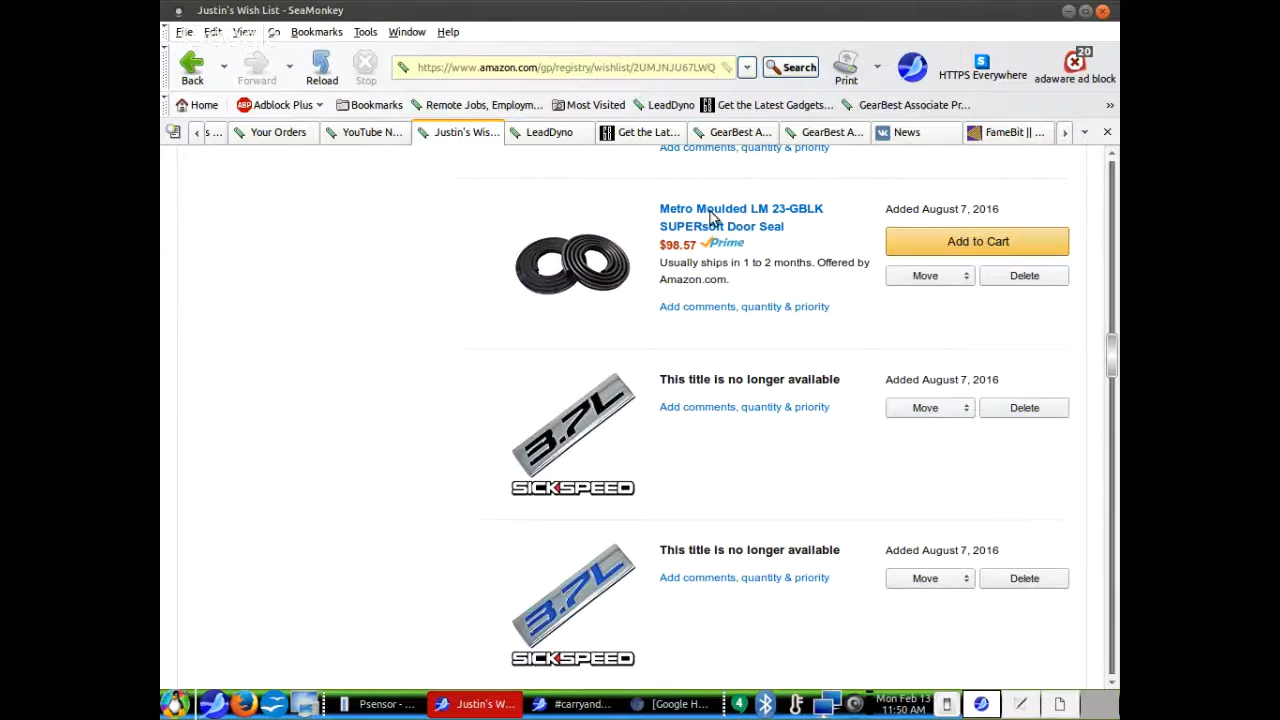 Justin's Wish List - SeaMonkey
File Edit View Go Bookmarks Tools Window Help
Back Forward Reload Stop https://www.amazon.com/gp/registry/wishlist/2UMJNJU67LWQ Search Print HTTPS Everywhere 20 adaware ad block
Home ABP Adblock Plus Bookmarks Remote Jobs, Employm... Most Visited LeadDyno Get the Latest Gadgets... GearBest Associate Pr... »
s ... Your Orders YouTube N... Justin's Wis... LeadDyno Get the Lat... GearBest A... GearBest A... News FameBit || ...
Add comments, quantity & priority
Metro Moulded LM 23-GBLK
SUPERsoft Door Seal
$98.57 Prime
Usually ships in 1 to 2 months. Offered by
Amazon.com.
Add comments, quantity & priority
Added August 7, 2016
Add to Cart
Move Delete
3.7L
SICKSPEED
This title is no longer available
Add comments, quantity & priority
Added August 7, 2016
Move Delete
3.7L
SICKSPEED
This title is no longer available
Add comments, quantity & priority
Added August 7, 2016
Move Delete
Psensor - ... Justin's W... #carryand... [Google H... 4 Mon Feb 13
11:50 AM